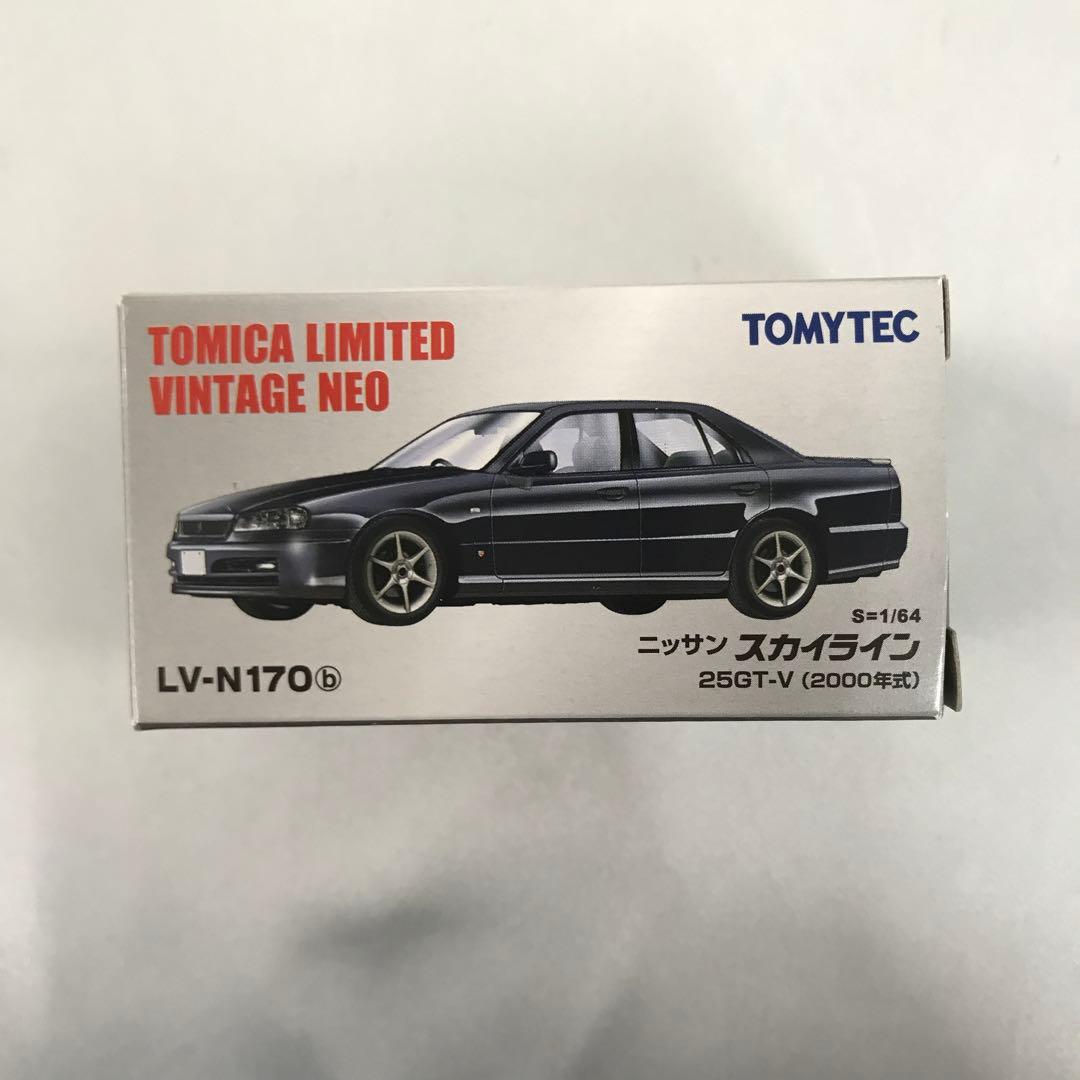 TOMICA LIMITED
VINTAGE NEO
TOMYTEC
S=1/64
ニッサン スカイライン
25GT-V (2000年式)
LV-N170ⓑ